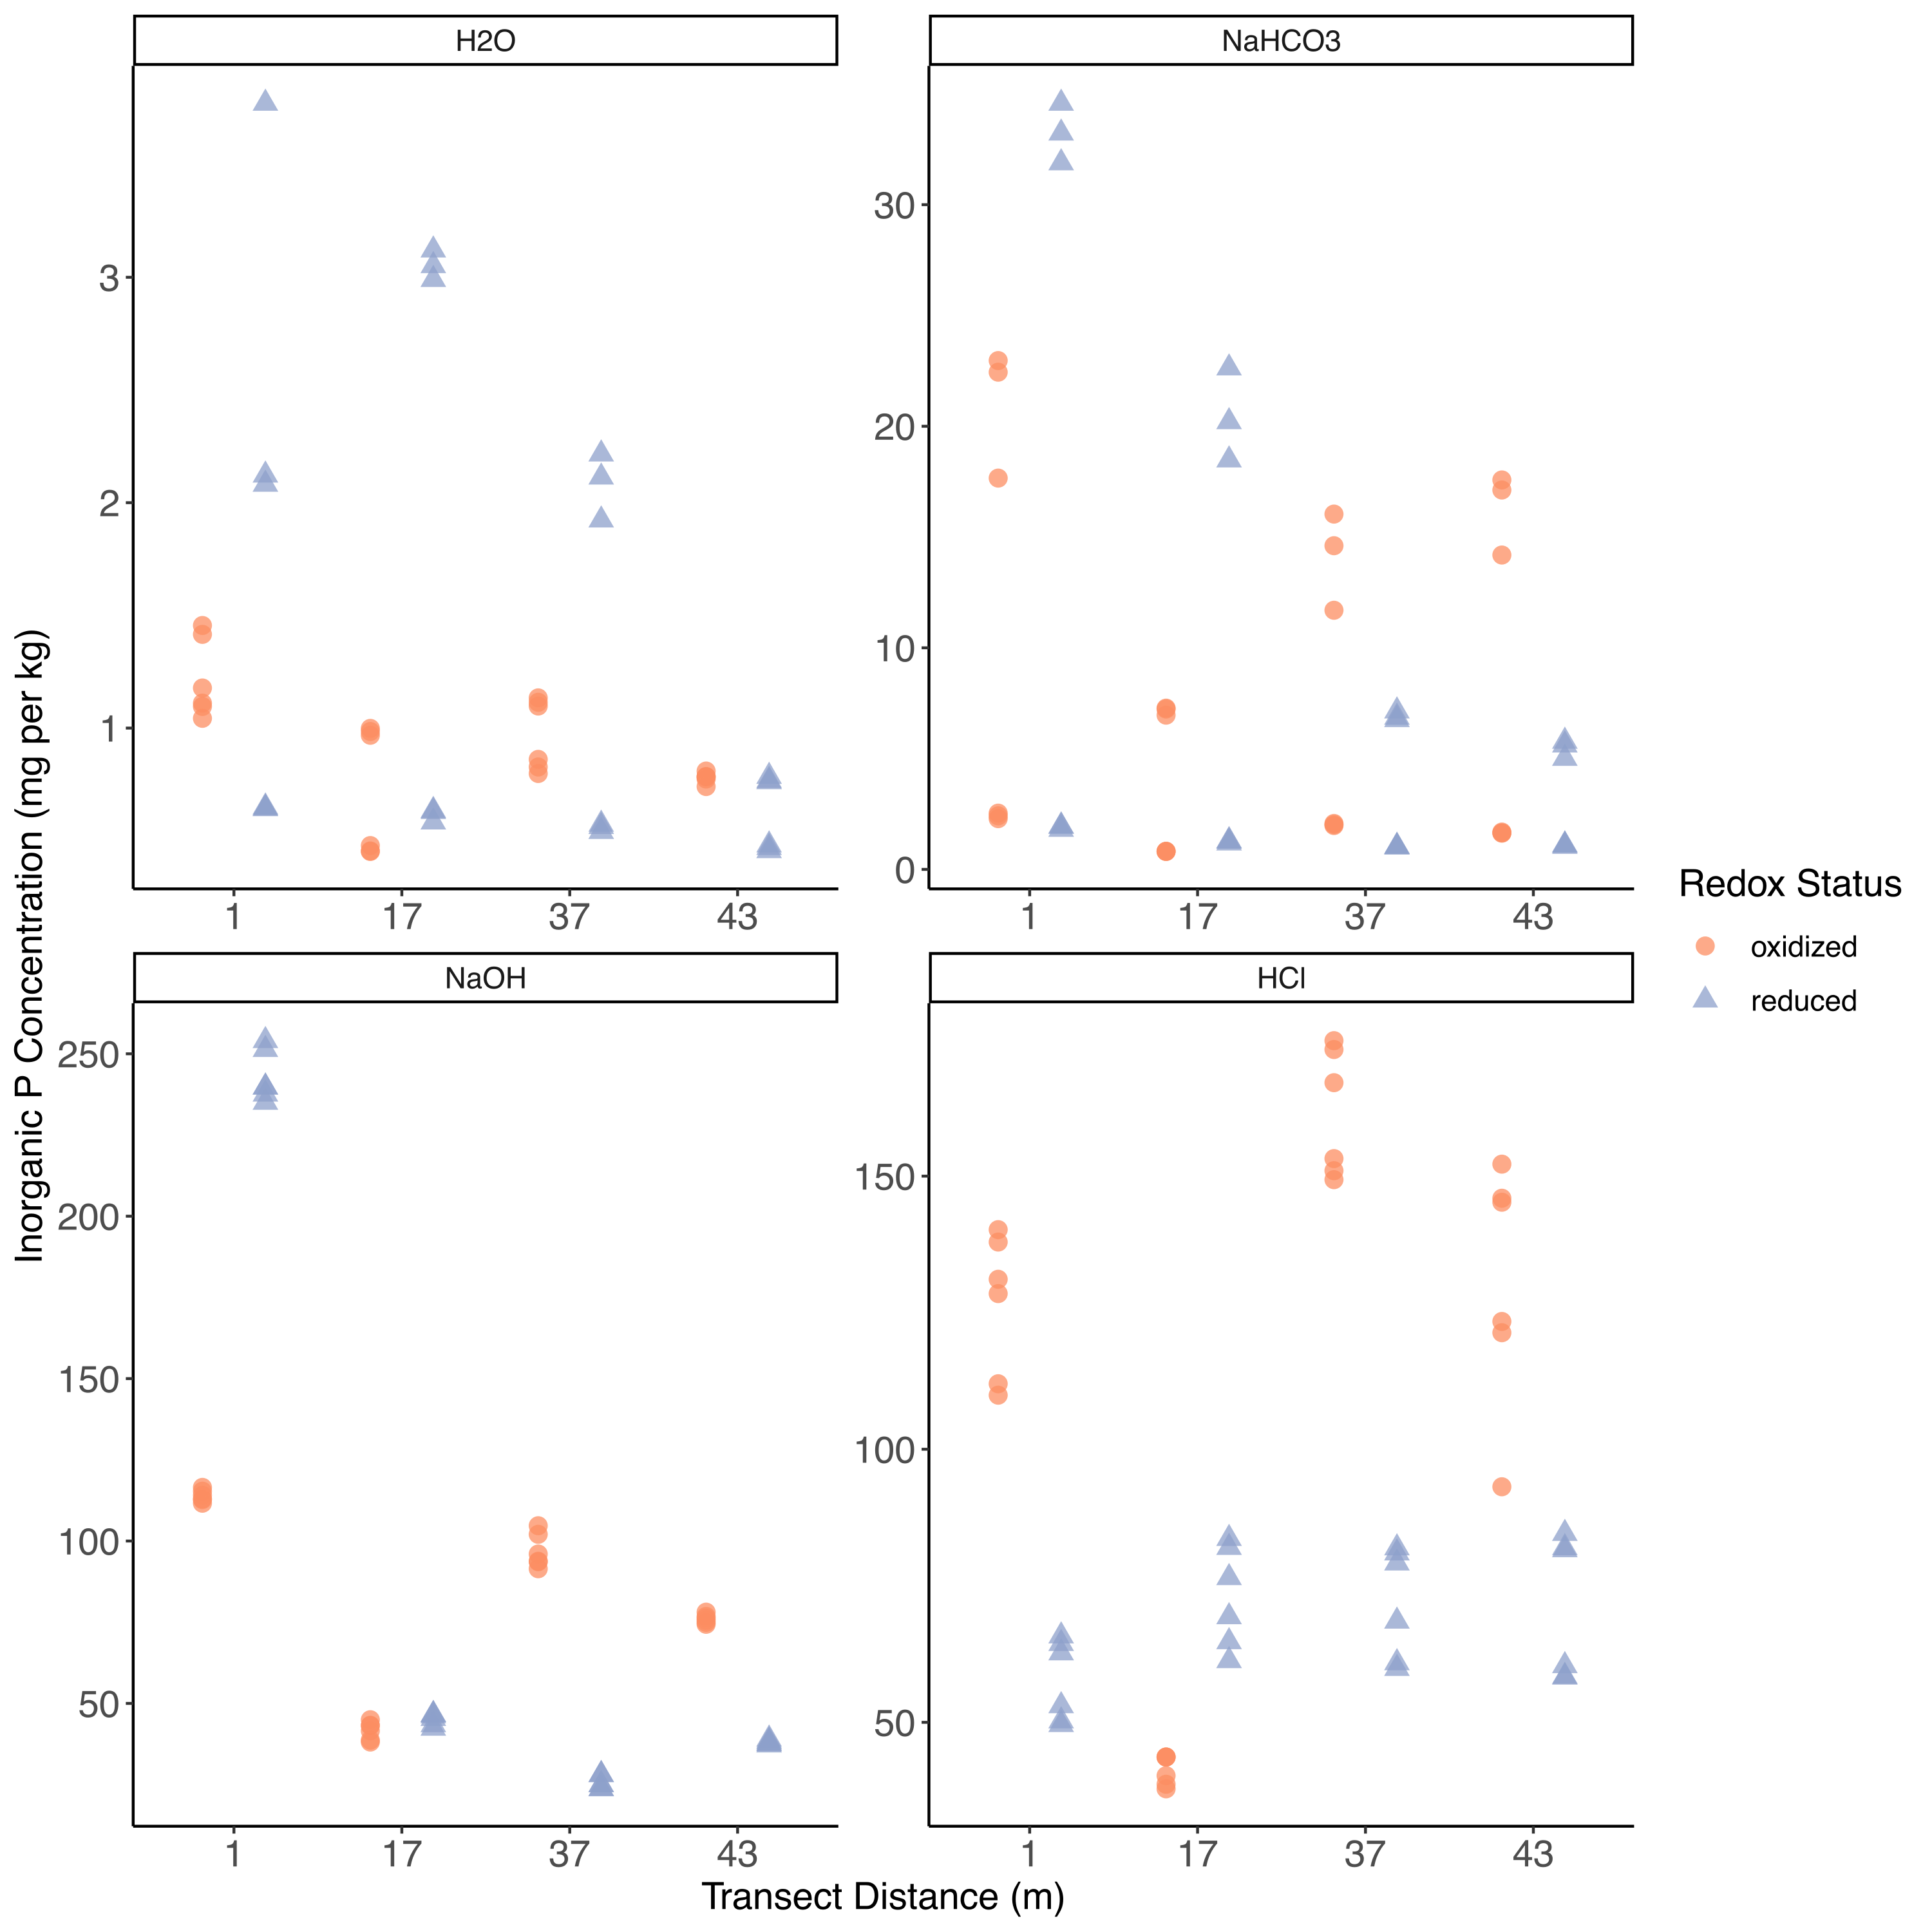 H2O
NaHCO3
3
2
1
30
20
10
0
1 17 37 43
1 17 37 43
NaOH
HCl
250
200
150
100
50
150
100
50
1 17 37 43
1 17 37 43
Inorganic P Concentration (mg per kg)
Transect Distance (m)
Redox Status
oxidized
reduced